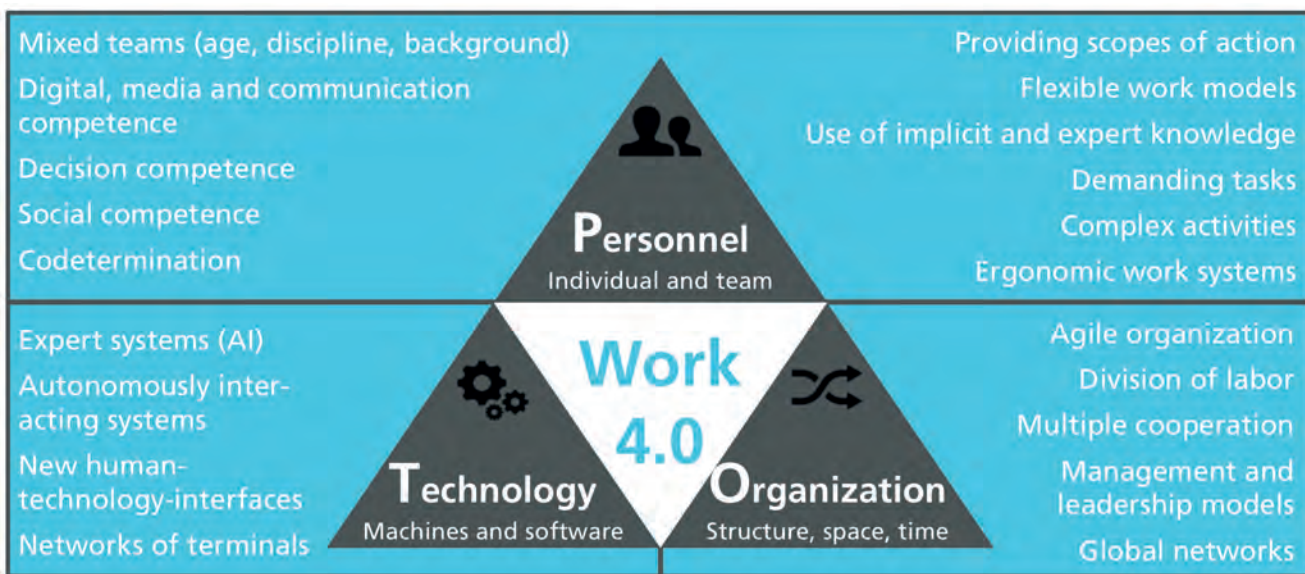 Mixed teams (age, discipline, background)
Digital, media and communication
competence
Decision competence
Social competence
Codetermination
Providing scopes of action
Flexible work models
Use of implicit and expert knowledge
Demanding tasks
Complex activities
Ergonomic work systems
Personnel
Individual and team
Expert systems (AI)
Autonomously inter-
acting systems
New human-
technology-interfaces
Networks of terminals
Work
4.0
Technology
Machines and software
Organization
Structure, space, time
Agile organization
Division of labor
Multiple cooperation
Management and
leadership models
Global networks